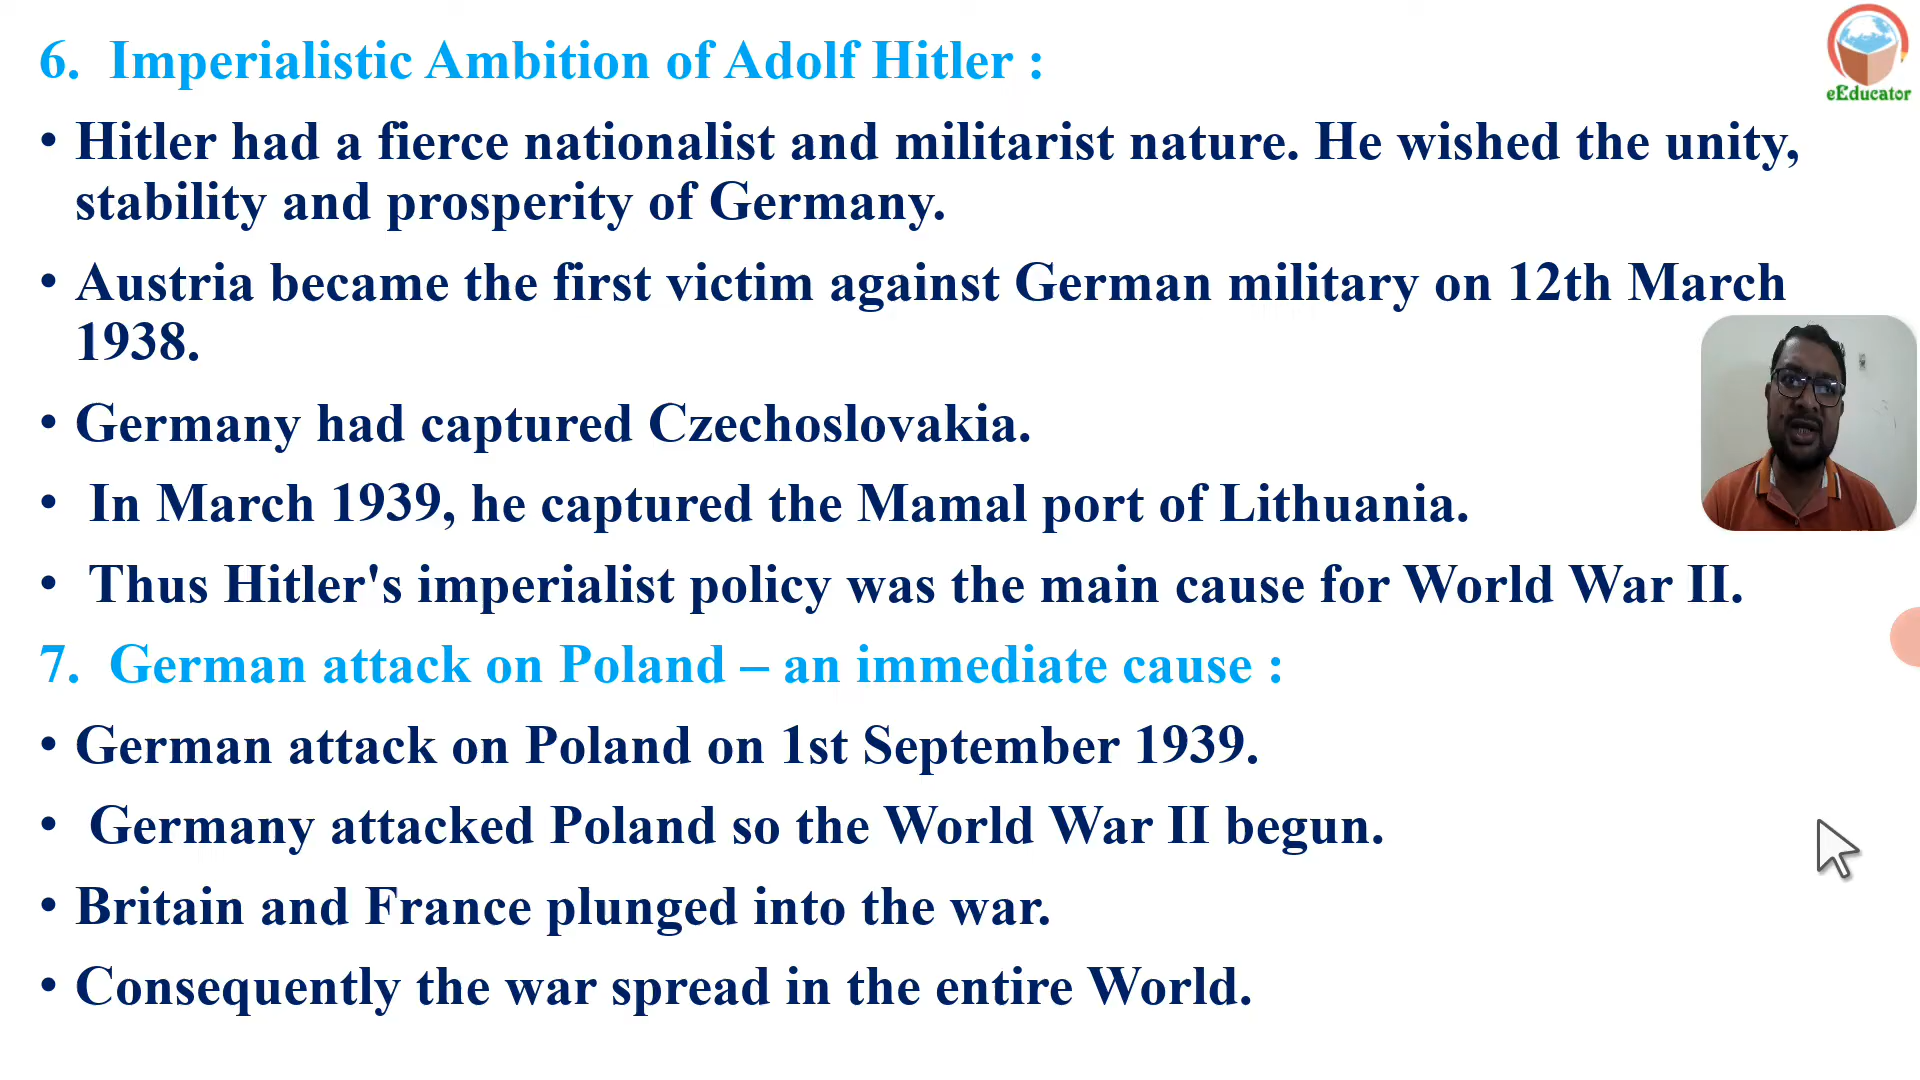 6. Imperialistic Ambition of Adolf Hitler :
eEducator
• Hitler had a fierce nationalist and militarist nature. He wished the unity,
stability and prosperity of Germany.
• Austria became the first victim against German military on 12th March
1938.
• Germany had captured Czechoslovakia.
• In March 1939, he captured the Mamal port of Lithuania.
• Thus Hitler's imperialist policy was the main cause for World War II.
7. German attack on Poland – an immediate cause :
• German attack on Poland on 1st September 1939.
• Germany attacked Poland so the World War II begun.
• Britain and France plunged into the war.
• Consequently the war spread in the entire World.